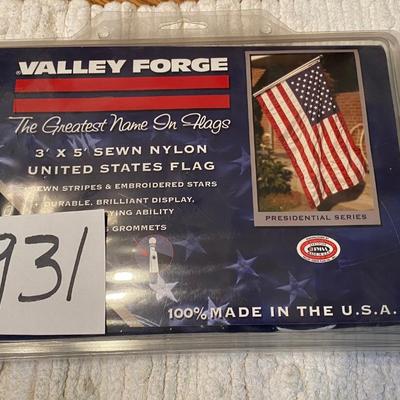 ®VALLEY FORGE
The Greatest Name In Flags
3' X 5' SEWN NYLON
UNITED STATES FLAG
SEWN STRIPES & EMBROIDERED STARS
• DURABLE, BRILLIANT DISPLAY,
ABILITY
GROMMETS
931
PRESIDENTIAL SERIES
100% MADE IN THE U.S.A.